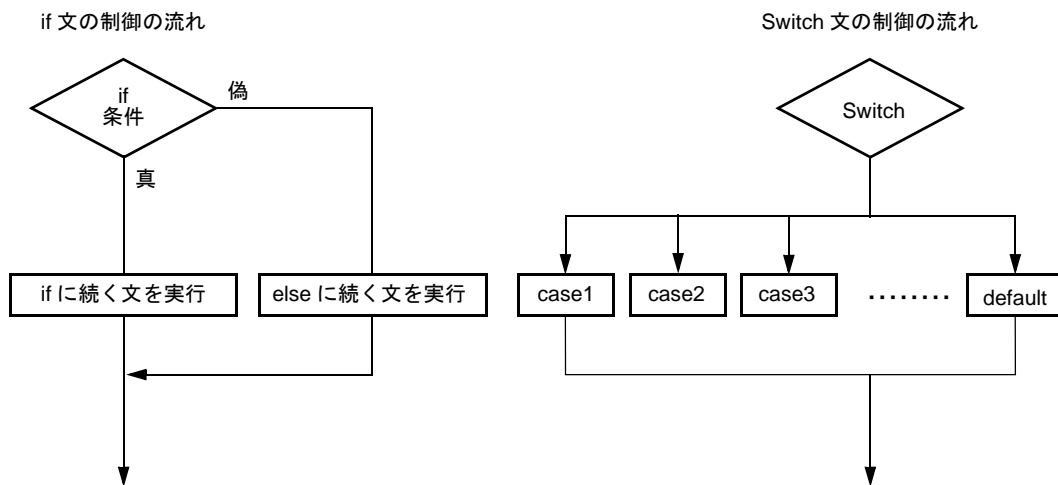 if 文の制御の流れ
Switch 文の制御の流れ
if
条件
偽
真
Switch
if に続く文を実行
else に続く文を実行
case1
case2
case3
........
default